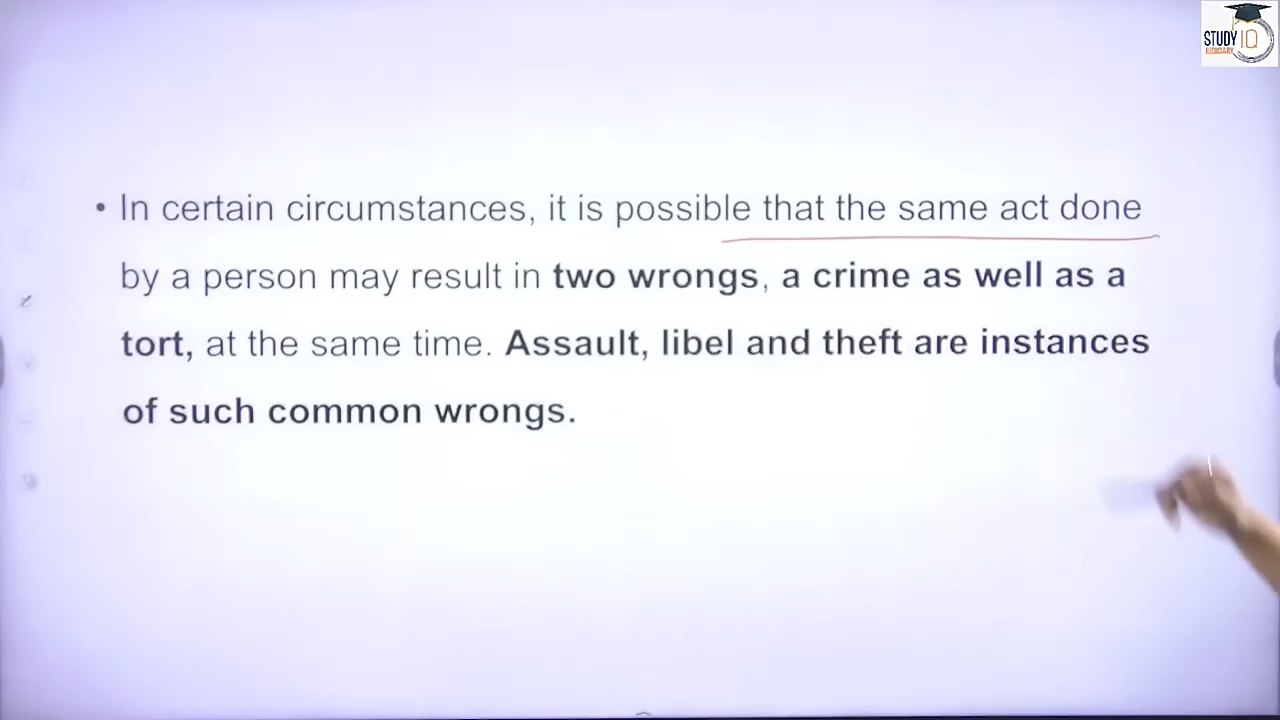 STUDY IQ
JUDICIARY
• In certain circumstances, it is possible that the same act done
by a person may result in two wrongs, a crime as well as a
tort, at the same time. Assault, libel and theft are instances
of such common wrongs.